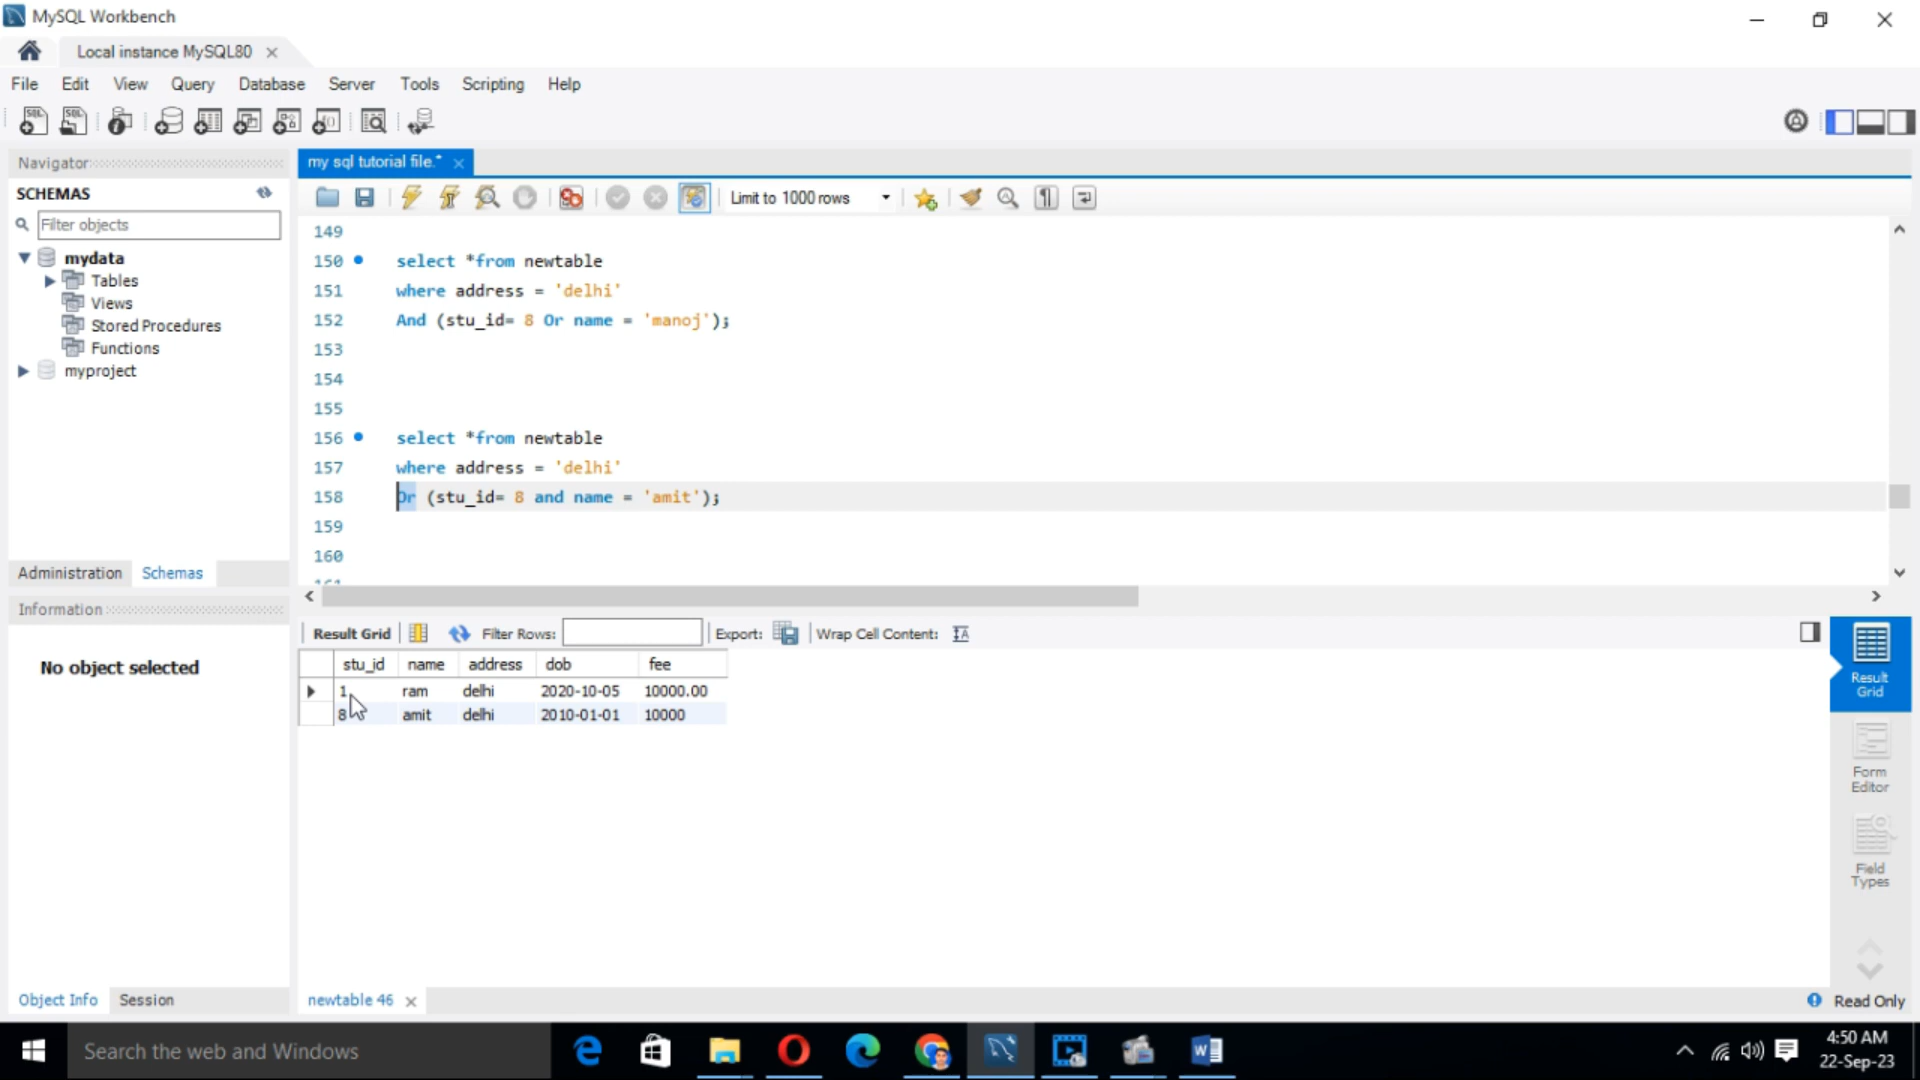 MySQL Workbench
Local instance MySQL80
File Edit View Query Database Server Tools Scripting Help
Navigator
my sql tutorial file.*
SCHEMAS
Limit to 1000 rows
Filter objects
mydata
Tables
Views
Stored Procedures
Functions
myproject
149
150 select *from newtable
151 where address = 'delhi'
152 And (stu_id= 8 Or name = 'manoj');
153
154
155
156 select *from newtable
157 where address = 'delhi'
158 Or (stu_id= 8 and name = 'amit');
159
160
161
Administration Schemas
Information
No object selected
Result Grid Filter Rows: Export: Wrap Cell Content:
stu_id name address dob fee
1 ram delhi 2020-10-05 10000.00
8 amit delhi 2010-01-01 10000
Result
Grid
Form
Editor
Field
Types
Object Info Session
newtable 46
Read Only
Search the web and Windows
4:50 AM
22-Sep-23